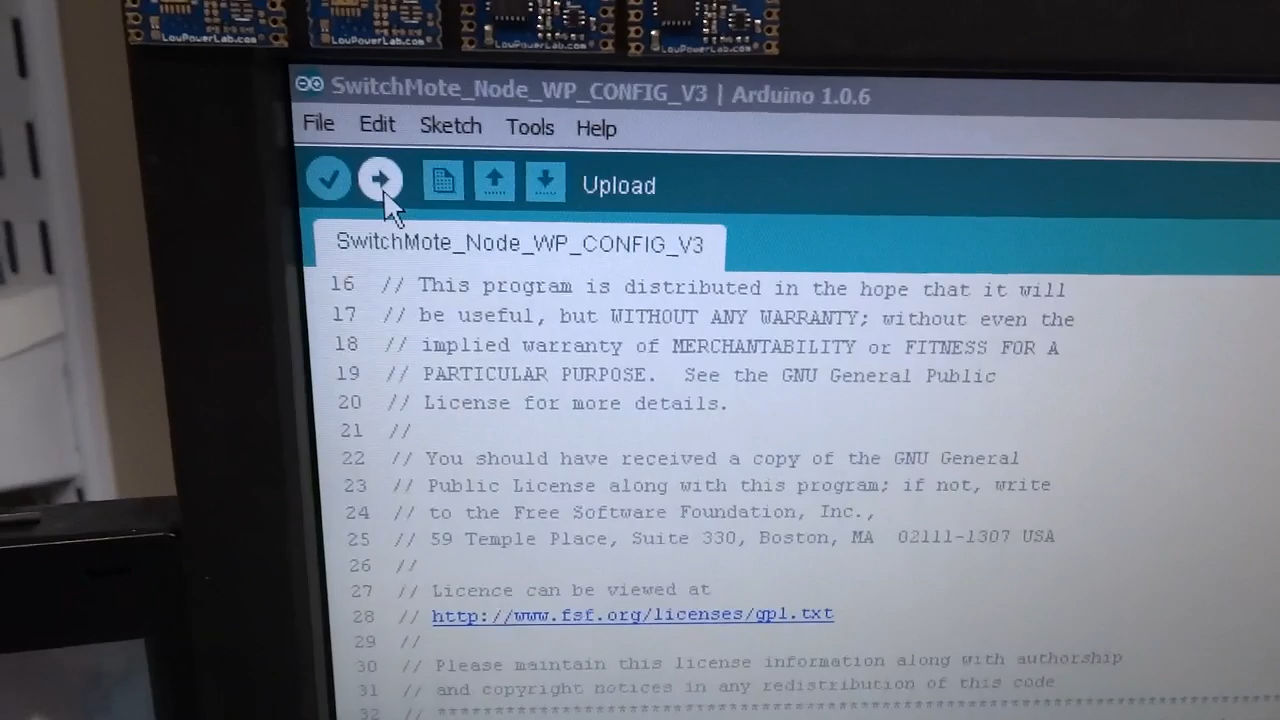 LowPowerLab.com LowPowerLab.com LowPowerLab.com LowPowerLab.com
SwitchMote_Node_WP_CONFIG_V3 | Arduino 1.0.6
File Edit Sketch Tools Help
Upload
SwitchMote_Node_WP_CONFIG_V3
16 // This program is distributed in the hope that it will
17 // be useful, but WITHOUT ANY WARRANTY; without even the
18 // implied warranty of MERCHANTABILITY or FITNESS FOR A
19 // PARTICULAR PURPOSE.  See the GNU General Public
20 // License for more details.
21 //
22 // You should have received a copy of the GNU General
23 // Public License along with this program; if not, write
24 // to the Free Software Foundation, Inc.,
25 // 59 Temple Place, Suite 330, Boston, MA  02111-1307 USA
26 //
27 // Licence can be viewed at
28 // http://www.fsf.org/licenses/gpl.txt
29 //
30 // Please maintain this license information along with authorship
31 // and copyright notices in any redistribution of this code
32 // **********************************************************************